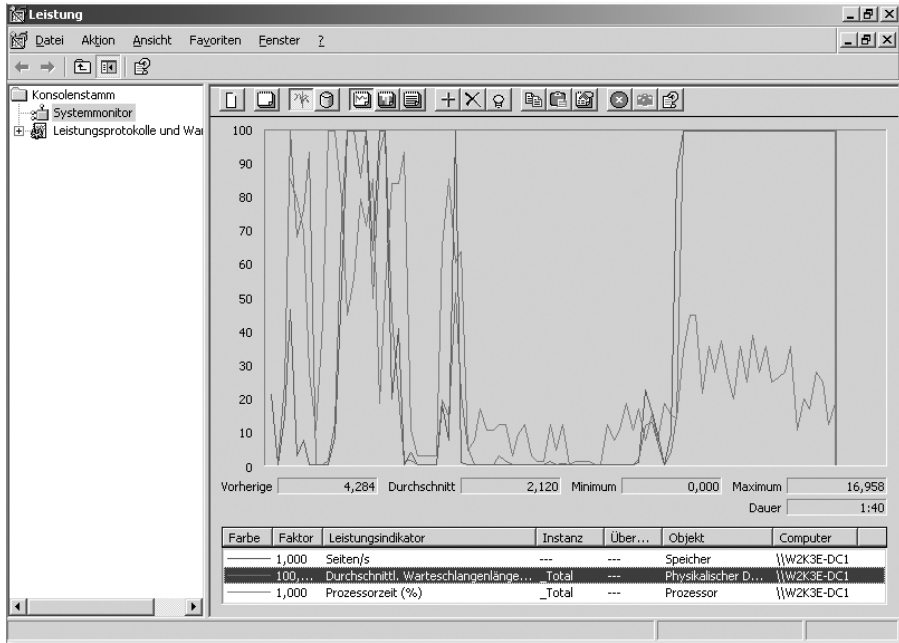 Leistung
Datei Aktion Ansicht Favoriten Fenster ?
Konsolenstamm
Systemmonitor
Leistungsprotokolle und War
100
90
80
70
60
50
40
30
20
10
0
Vorherige 4,284 Durchschnitt 2,120 Minimum 0,000 Maximum 16,958
Dauer 1:40
Farbe Faktor Leistungsindikator Instanz Über... Objekt Computer
1,000 Seiten/s --- --- Speicher \\W2K3E-DC1
100,... Durchschnittl. Warteschlangenlänge... _Total --- Physikalischer D... \\W2K3E-DC1
1,000 Prozessorzeit (%) _Total --- Prozessor \\W2K3E-DC1